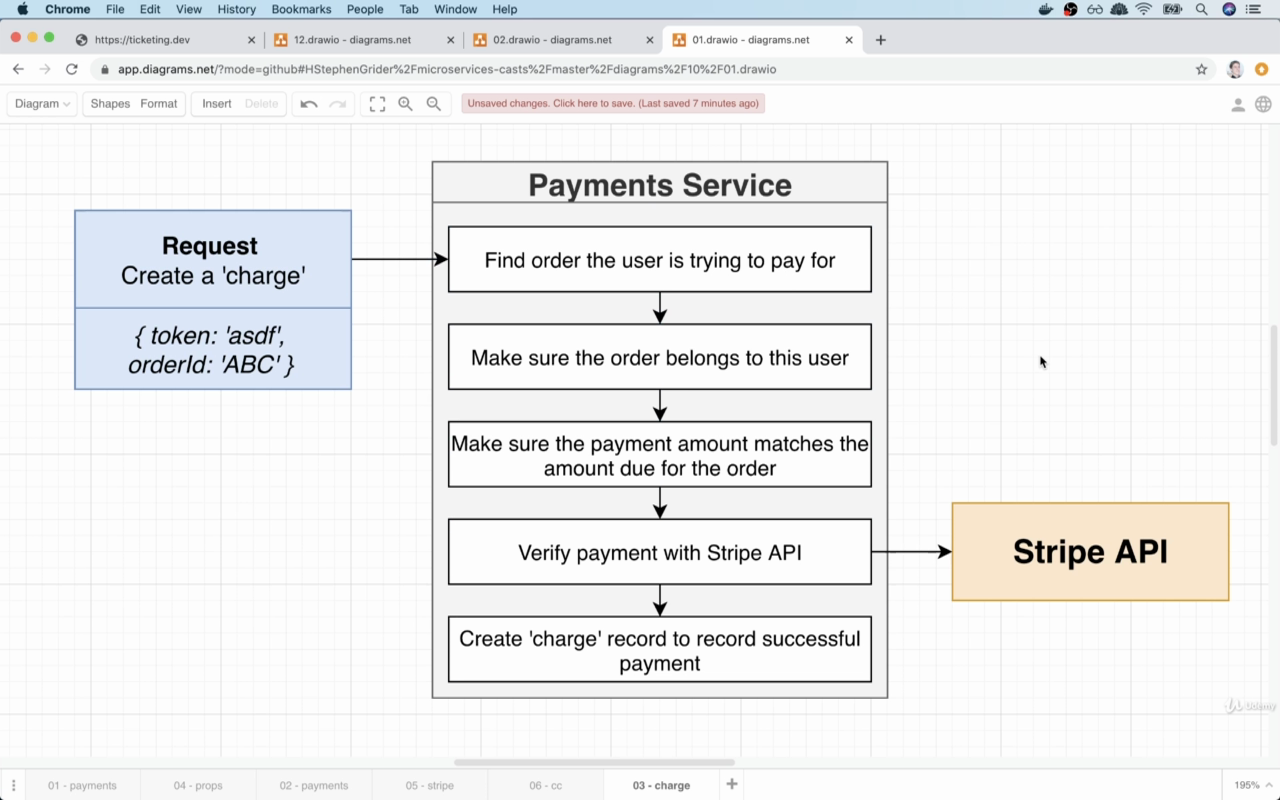 Chrome File Edit View History Bookmarks People Tab Window Help
https://ticketing.dev
12.drawio - diagrams.net
02.drawio - diagrams.net
01.drawio - diagrams.net
app.diagrams.net/?mode=github#HStephenGrider%2Fmicroservices-casts%2Fmaster%2Fdiagrams%2F10%2F01.drawio
Diagram Shapes Format Insert Delete
Unsaved changes. Click here to save. (Last saved 7 minutes ago)
Payments Service
Request
Create a 'charge'
{ token: 'asdf',
orderId: 'ABC' }
Find order the user is trying to pay for
Make sure the order belongs to this user
Make sure the payment amount matches the
amount due for the order
Verify payment with Stripe API
Stripe API
Create 'charge' record to record successful
payment
Udemy
01 - payments
04 - props
02 - payments
05 - stripe
06 - cc
03 - charge
195%